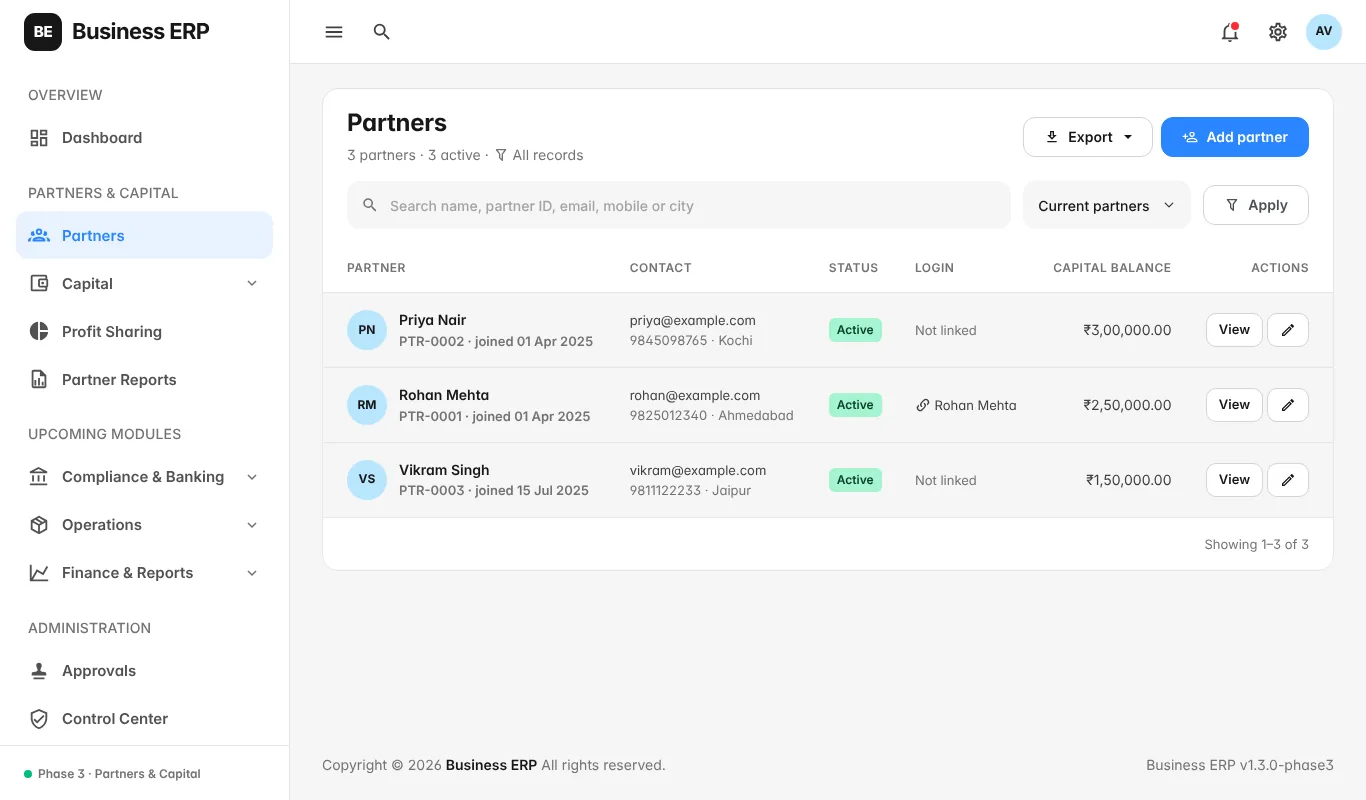 BE Business ERP
AV
OVERVIEW
Dashboard
PARTNERS & CAPITAL
Partners
Capital
Profit Sharing
Partner Reports
UPCOMING MODULES
Compliance & Banking
Operations
Finance & Reports
ADMINISTRATION
Approvals
Control Center
Phase 3 · Partners & Capital
Partners
3 partners · 3 active · All records
Export
Add partner
Search name, partner ID, email, mobile or city
Current partners
Apply
PARTNER CONTACT STATUS LOGIN CAPITAL BALANCE ACTIONS
PN Priya Nair priya@example.com Active Not linked ₹3,00,000.00 View
PTR-0002 · joined 01 Apr 2025 9845098765 · Kochi
RM Rohan Mehta rohan@example.com Active Rohan Mehta ₹2,50,000.00 View
PTR-0001 · joined 01 Apr 2025 9825012340 · Ahmedabad
VS Vikram Singh vikram@example.com Active Not linked ₹1,50,000.00 View
PTR-0003 · joined 15 Jul 2025 9811122233 · Jaipur
Showing 1–3 of 3
Copyright © 2026 Business ERP All rights reserved.
Business ERP v1.3.0-phase3